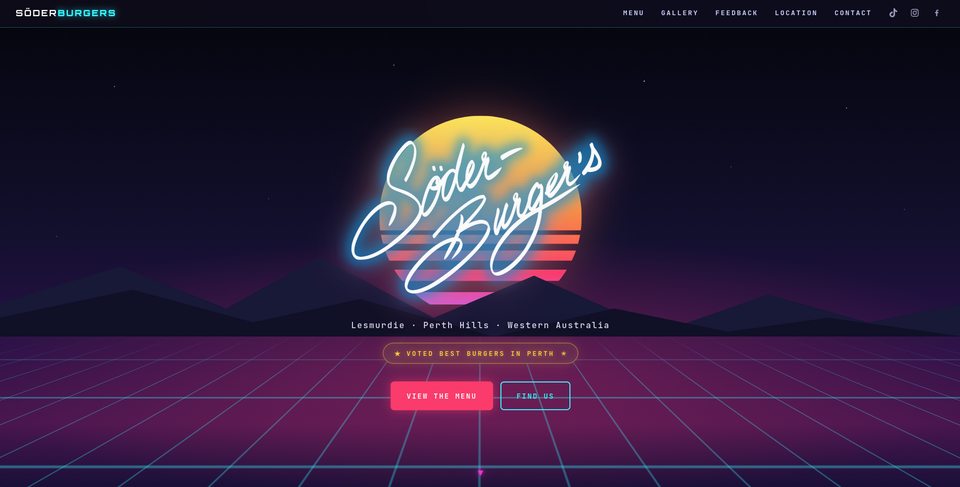 SÖDERBURGERS
MENU GALLERY FEEDBACK LOCATION CONTACT
Söder-
Burger's
Lesmurdie · Perth Hills · Western Australia
★ VOTED BEST BURGERS IN PERTH ★
VIEW THE MENU FIND US